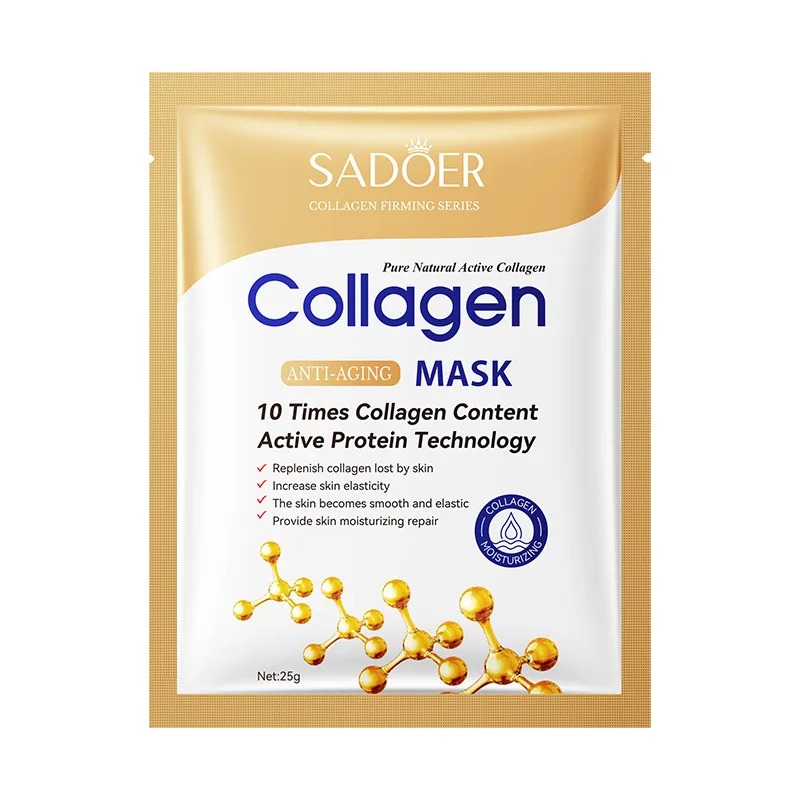 SADOER
COLLAGEN FIRMING SERIES
Pure Natural Active Collagen
Collagen
ANTI-AGING MASK
10 Times Collagen Content
Active Protein Technology
Replenish collagen lost by skin
Increase skin elasticity
The skin becomes smooth and elastic
Provide skin moisturizing repair
COLLAGEN
MOISTURIZING
Net:25g